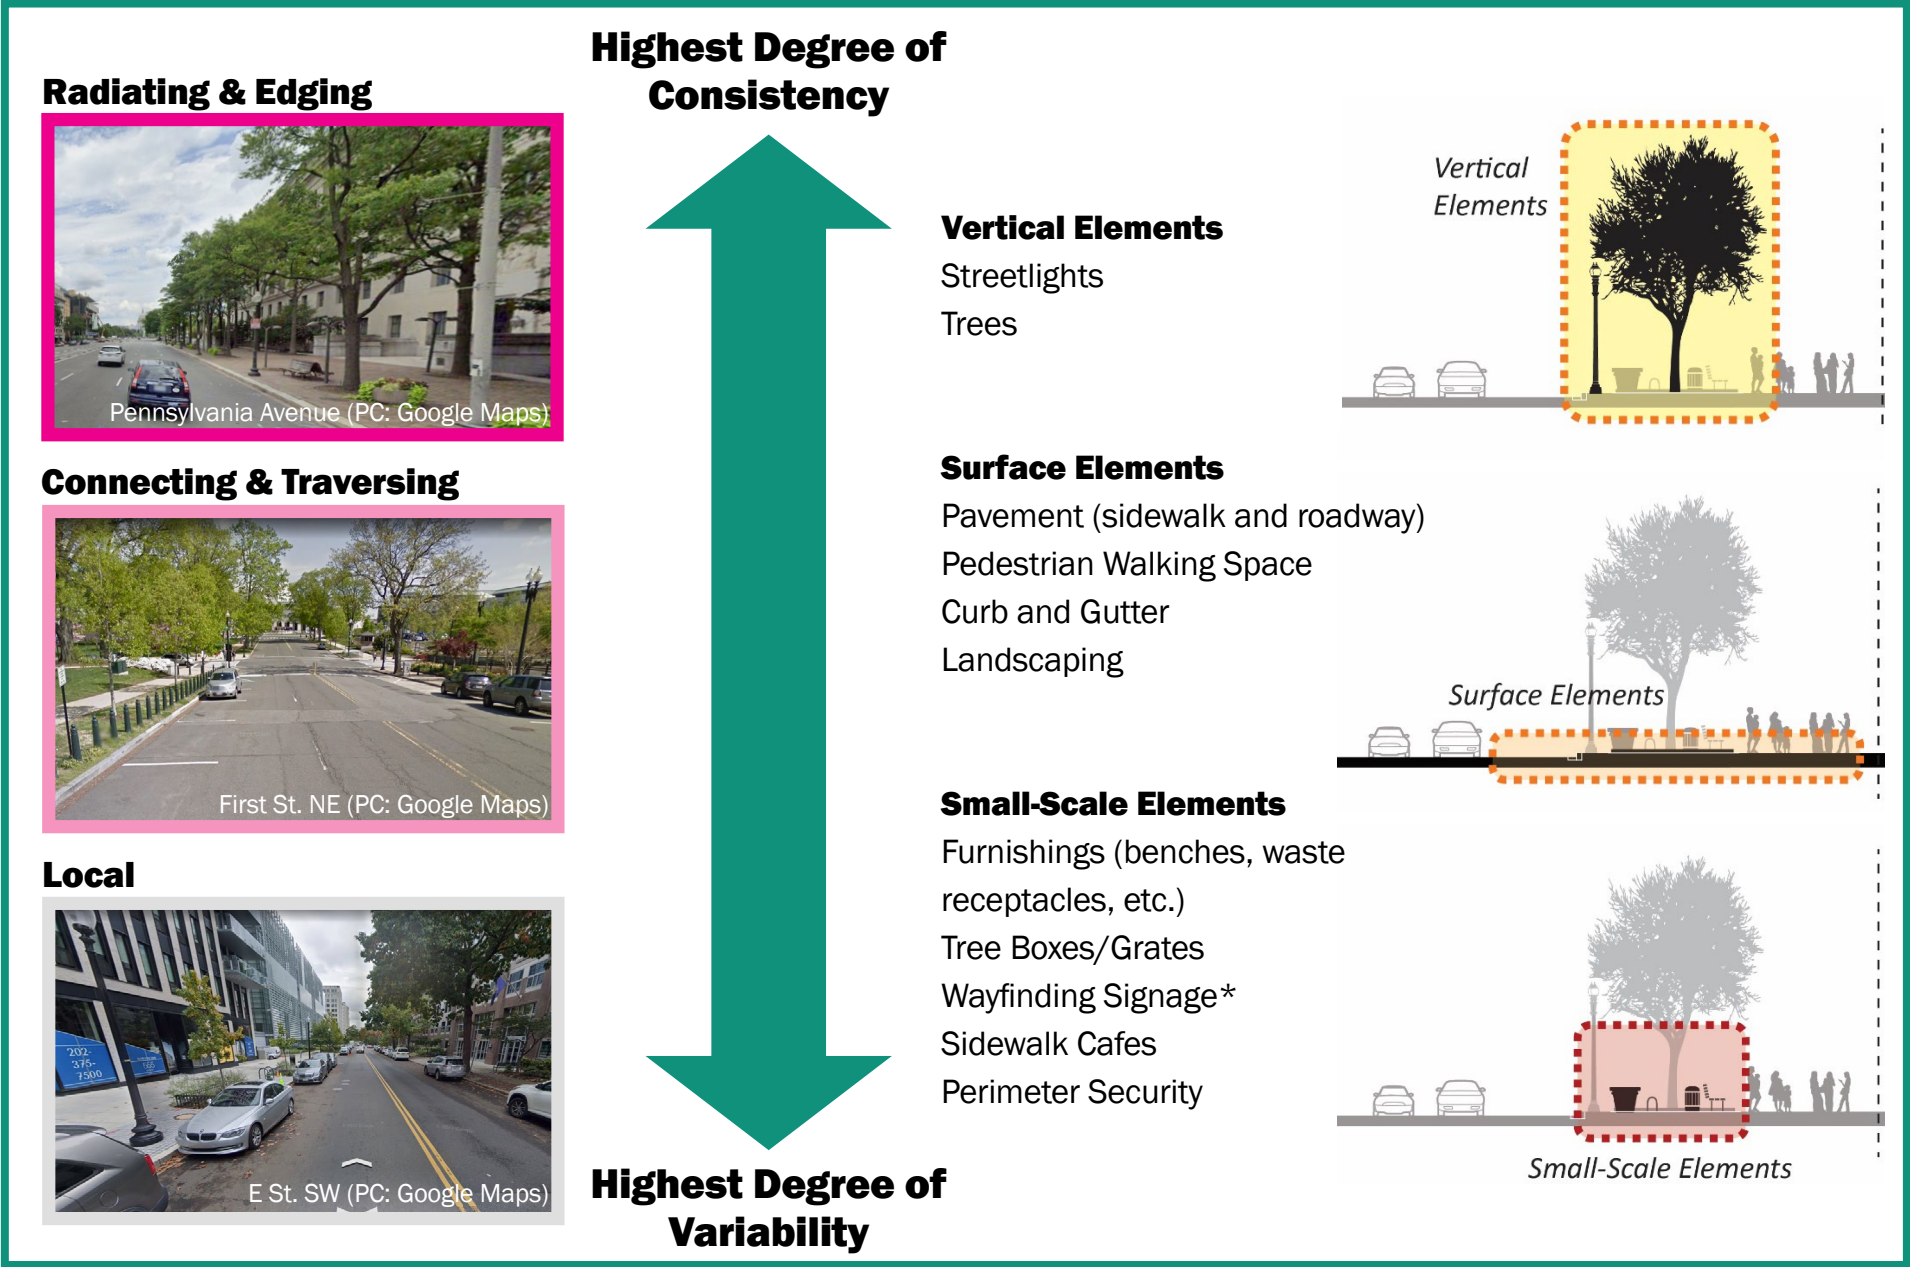 Highest Degree of
Consistency
Radiating & Edging
Pennsylvania Avenue (PC: Google Maps)
Connecting & Traversing
First St. NE (PC: Google Maps)
Local
202-
375-
7500
E St. SW (PC: Google Maps)
Highest Degree of
Variability
Vertical Elements
Streetlights
Trees
Surface Elements
Pavement (sidewalk and roadway)
Pedestrian Walking Space
Curb and Gutter
Landscaping
Small-Scale Elements
Furnishings (benches, waste
receptacles, etc.)
Tree Boxes/Grates
Wayfinding Signage*
Sidewalk Cafes
Perimeter Security
Vertical
Elements
Surface Elements
Small-Scale Elements